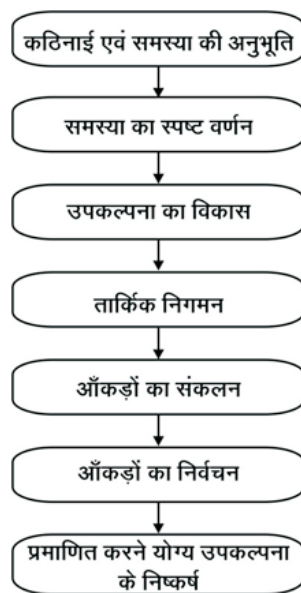 कठिनाई एवं समस्या की अनुभूति
समस्या का स्पष्ट वर्णन
उपकल्पना का विकास
तार्किक निगमन
आँकड़ों का संकलन
आँकड़ों का निर्वचन
प्रमाणित करने योग्य उपकल्पना
के निष्कर्ष